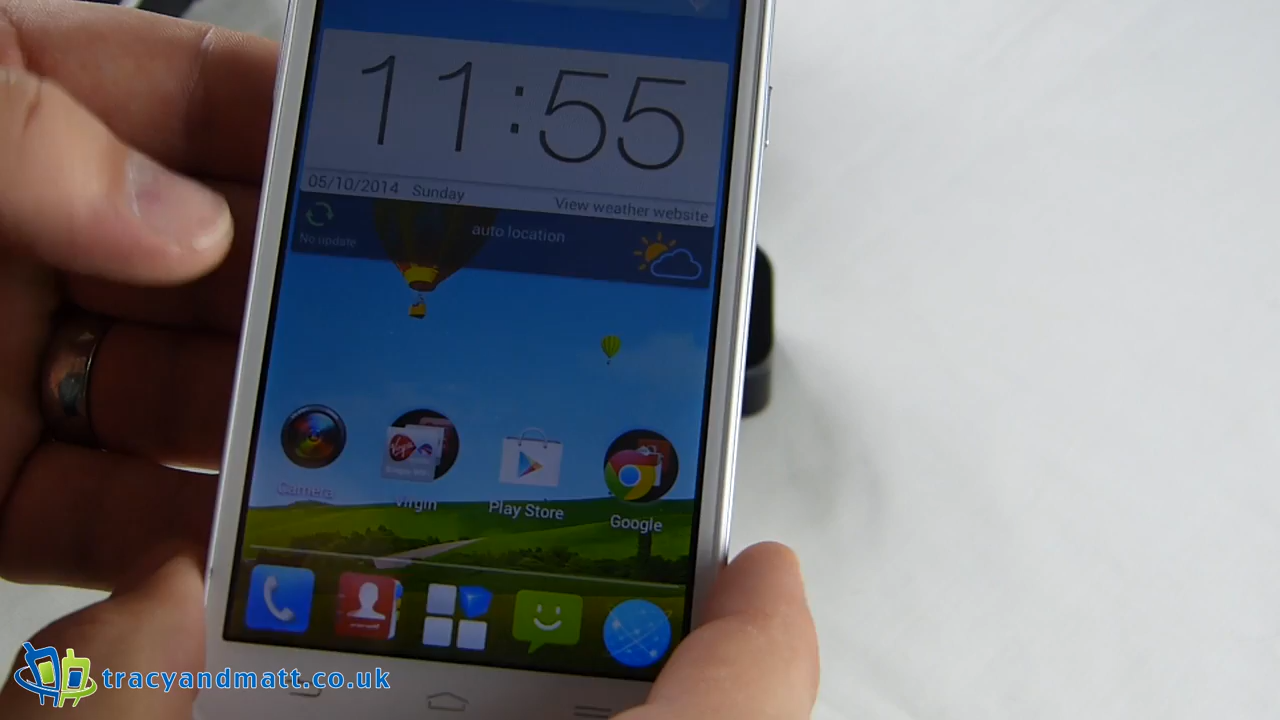 11:55
05/10/2014 Sunday
View weather website
No update
auto location
Virgin
Camera
Virgin
Play Store
Google
tracyandmatt.co.uk